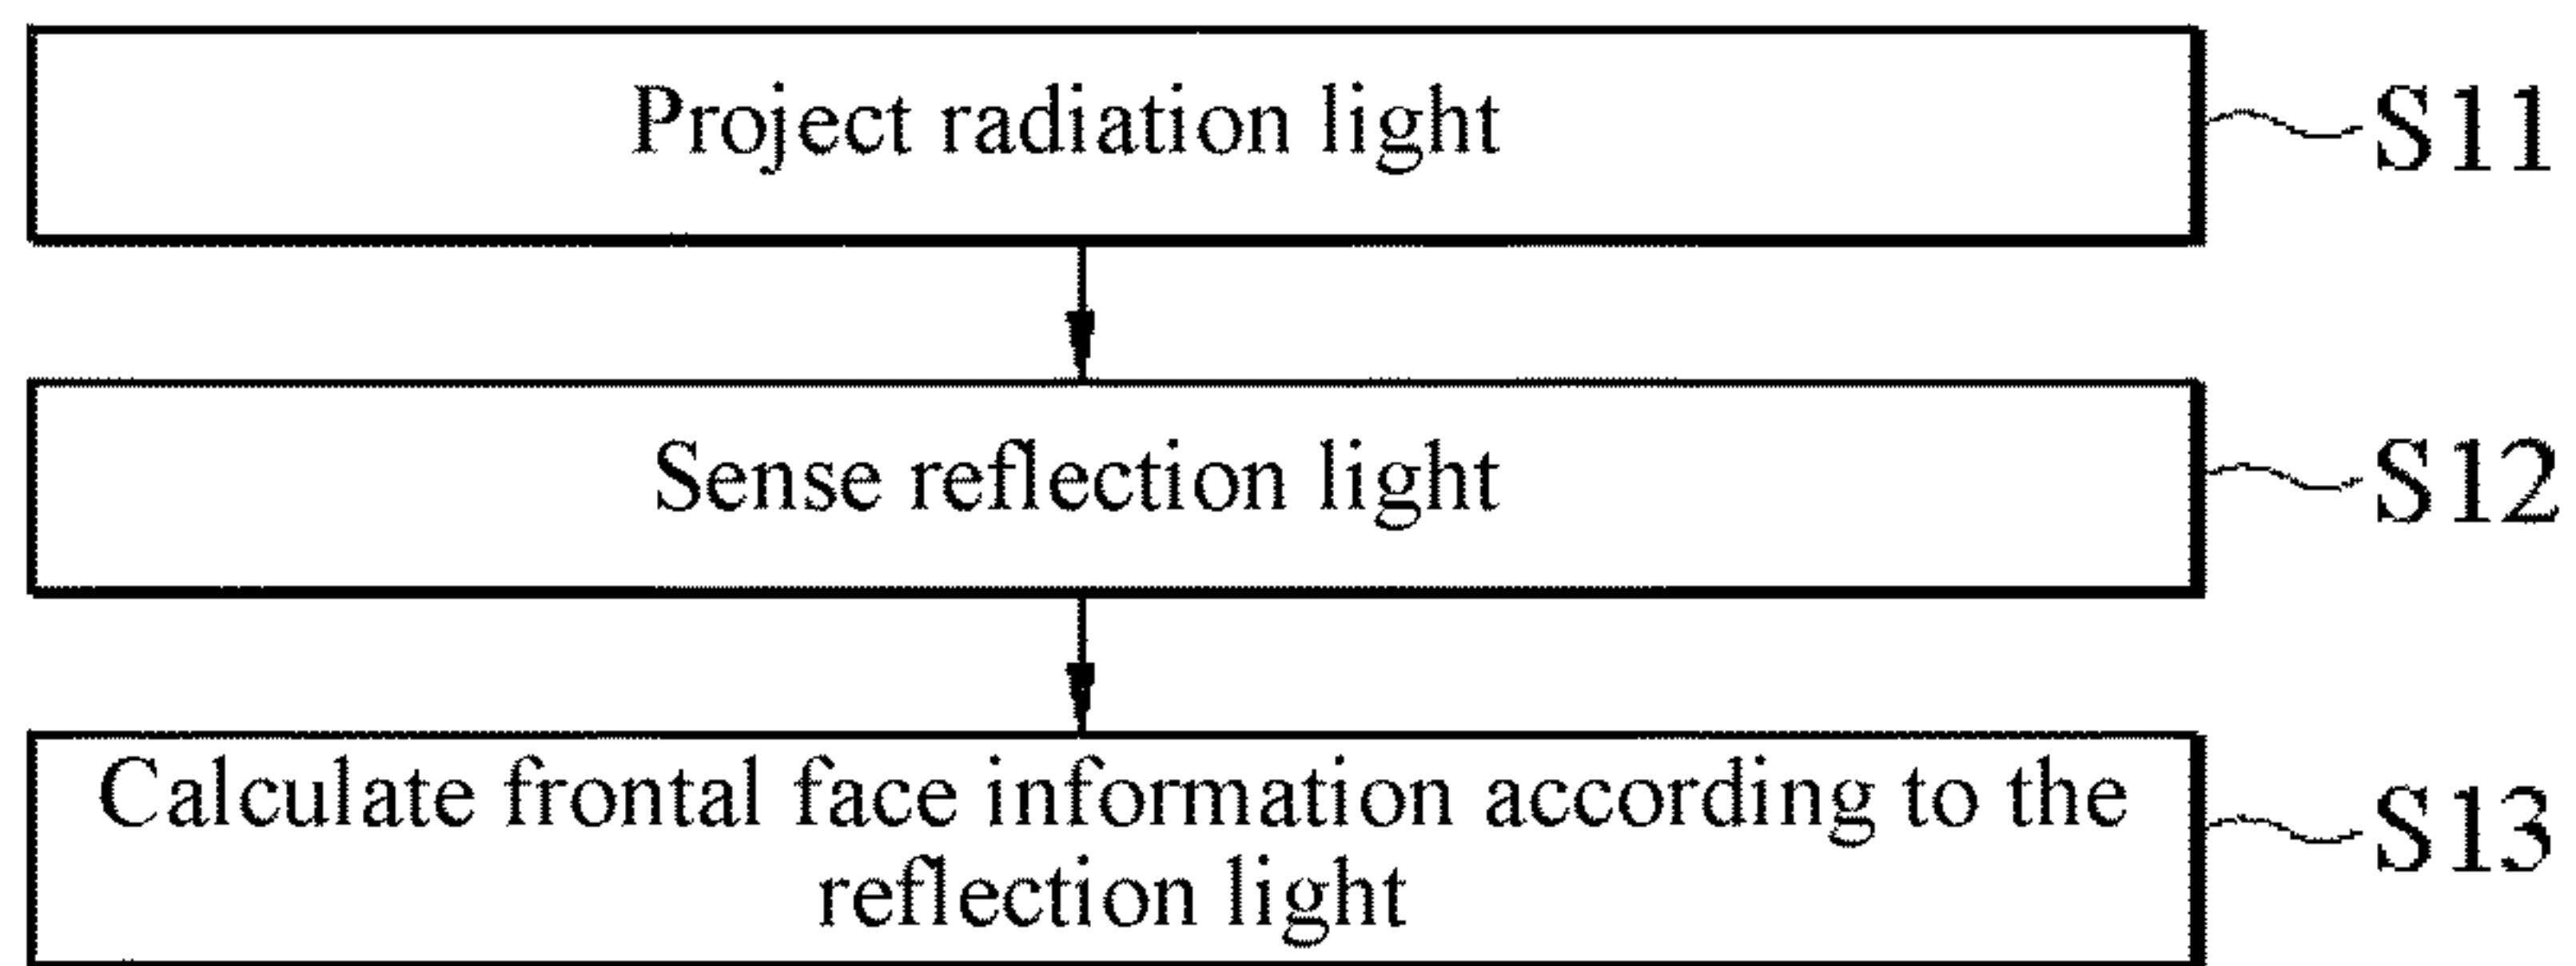 Project radiation light
S11
Sense reflection light
S12
Calculate frontal face information according to the
reflection light
S13